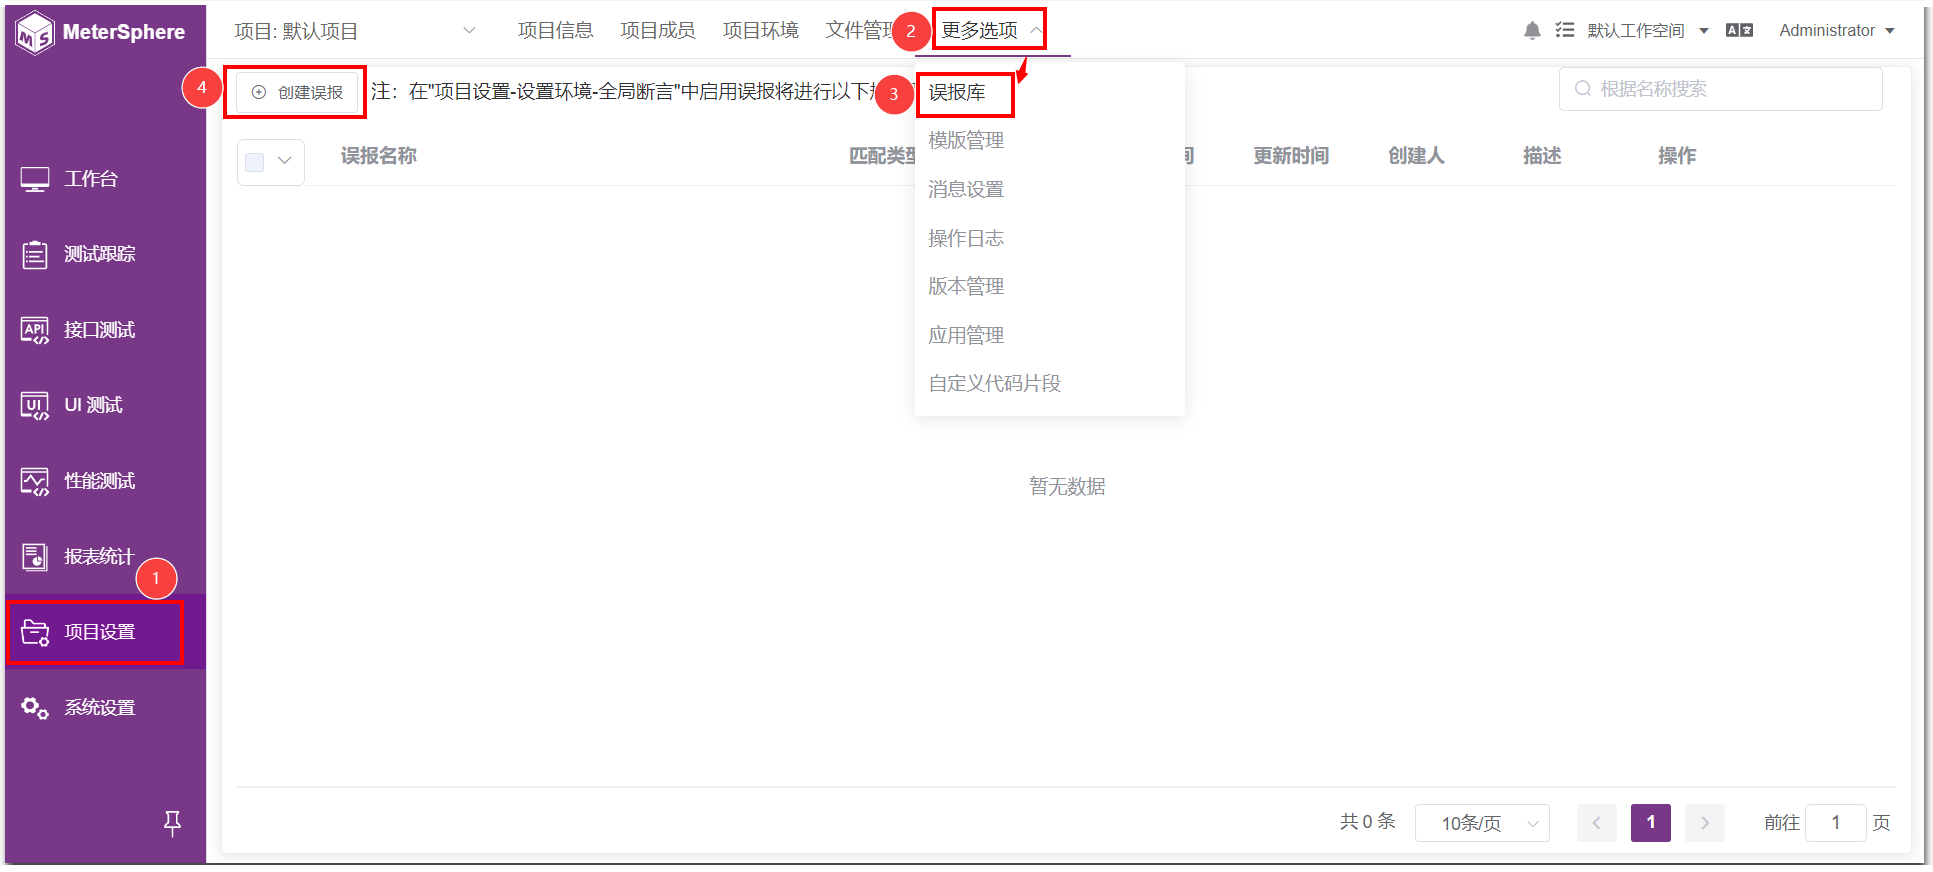 MeterSphere
项目: 默认项目
项目信息
项目成员
项目环境
文件管理
2
更多选项
默认工作空间
Administrator
4
创建误报
注：在"项目设置-设置环境-全局断言"中启用误报将进行以下
3
误报库
根据名称搜索
模版管理
消息设置
操作日志
版本管理
应用管理
自定义代码片段
误报名称
匹配类型
间
更新时间
创建人
描述
操作
工作台
测试跟踪
API
接口测试
UI
UI 测试
性能测试
报表统计
1
项目设置
系统设置
暂无数据
共 0 条
10条/页
1
前往
1
页